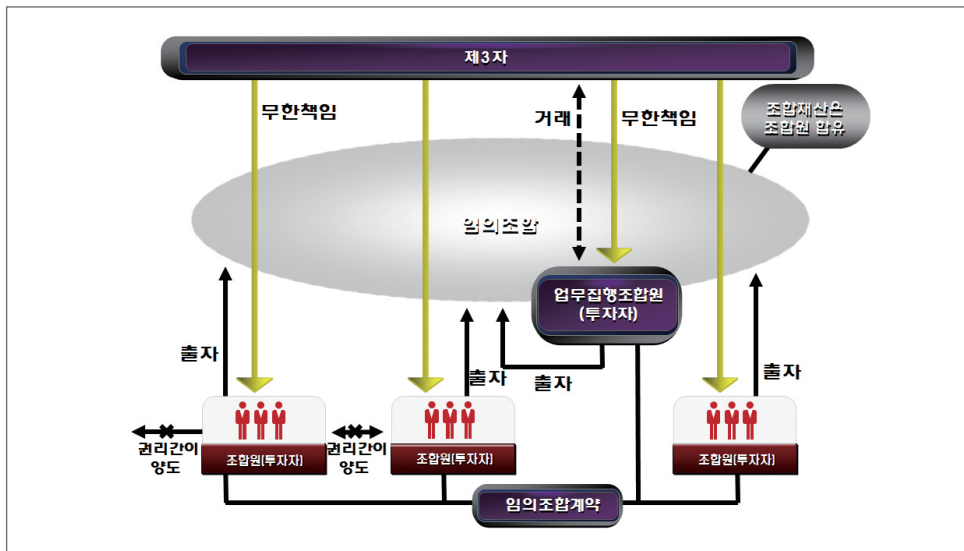 제3자
무한책임
거래
무한책임
조합재산은
조합원 합유
임의조합
업무집행조합원
(투자자)
출자
출자
출자
출자
권리간이
양도
조합원(투자자)
권리간이
양도
조합원(투자자)
조합원(투자자)
임의조합계약